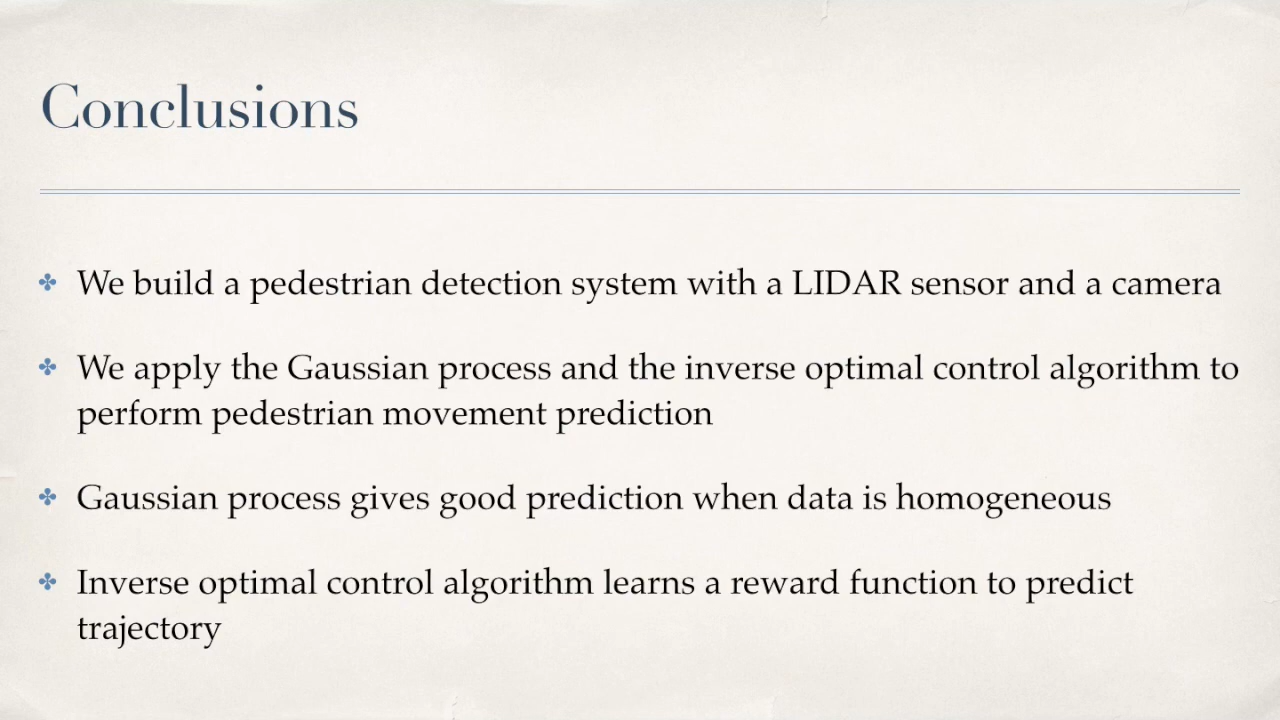 Conclusions
We build a pedestrian detection system with a LIDAR sensor and a camera
We apply the Gaussian process and the inverse optimal control algorithm to
perform pedestrian movement prediction
Gaussian process gives good prediction when data is homogeneous
Inverse optimal control algorithm learns a reward function to predict
trajectory